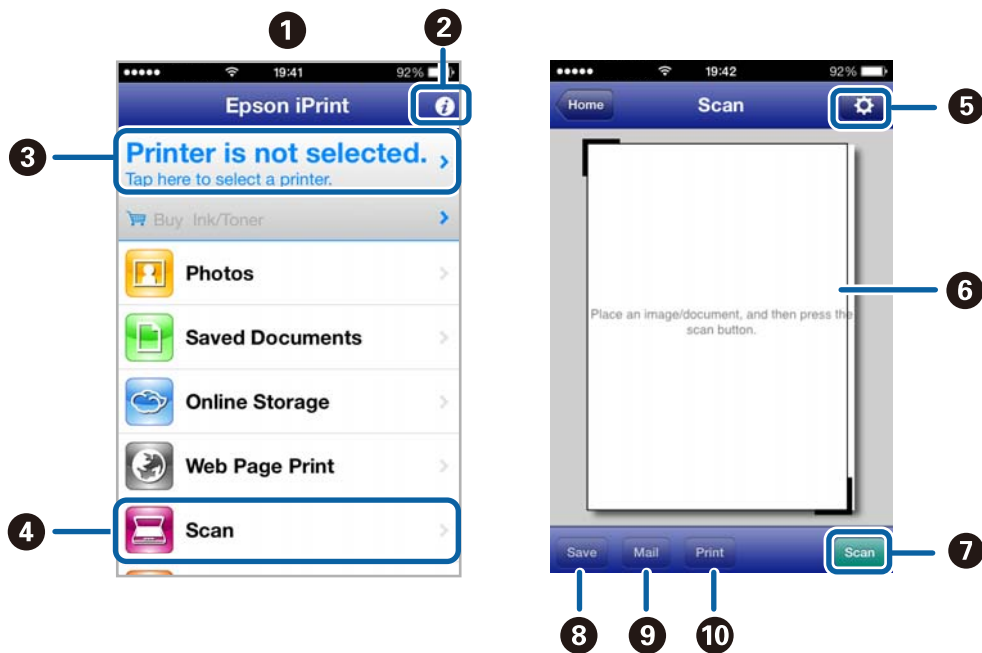 1
2
19:41
92%
Epson iPrint
3
Printer is not selected.
Tap here to select a printer.
Buy Ink/Toner
Photos
Saved Documents
Online Storage
Web Page Print
4
Scan
19:42
92%
Home
Scan
5
6
Place an image/document, and then press the
scan button.
Save
Mail
Print
Scan
7
8
9
10